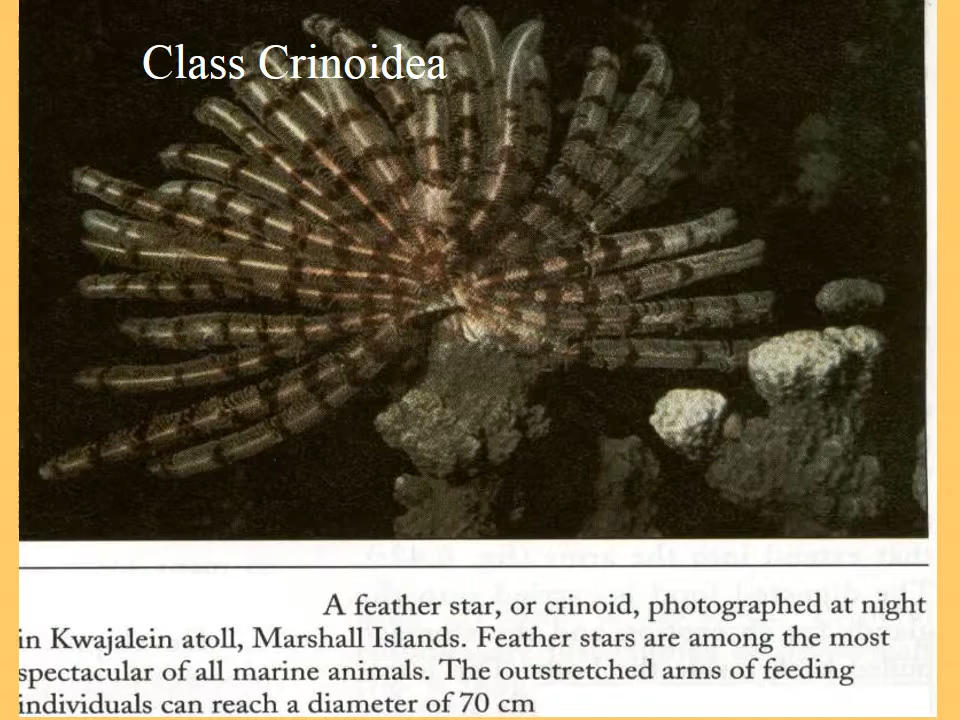 Class Crinoidea
A feather star, or crinoid, photographed at night
in Kwajalein atoll, Marshall Islands. Feather stars are among the most
spectacular of all marine animals. The outstretched arms of feeding
individuals can reach a diameter of 70 cm